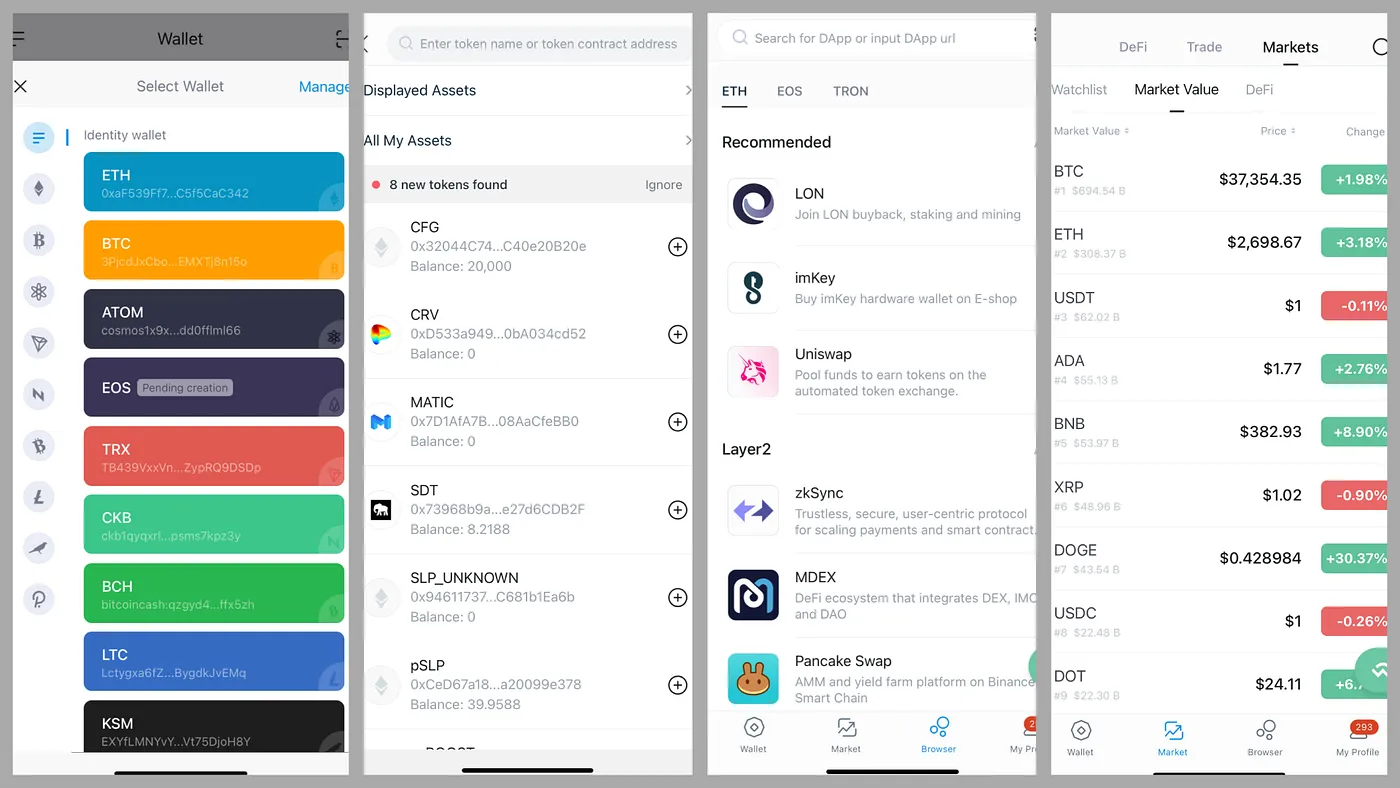 Wallet
Select Wallet
Manage
Identity wallet
ETH
0xaF539Ff7...C5f5CaC342
BTC
3PjcdJxCbo...EMXTj8n15o
ATOM
cosmos1x9x...dd0fflml66
EOS Pending creation
TRX
TB439VxxVn...ZypRQ9DSDp
CKB
ckb1qyqxrl...psms7kpz3y
BCH
bitcoincash:qzgyd4...ffx5zh
LTC
Lctygxa6fZ...BygdkJvEMq
KSM
EXYfLMNYvY...Vt75DjoH8Y
Enter token name or token contract address
Displayed Assets
All My Assets
8 new tokens found
Ignore
CFG
0x32044C74...C40e20B20e
Balance: 20,000
CRV
0xD533a949...0bA034cd52
Balance: 0
MATIC
0x7D1AfA7B...08AaCfeBB0
Balance: 0
SDT
0x73968b9a...e27d6CDB2F
Balance: 8.2188
SLP_UNKNOWN
0x94611737...C681b1Ea6b
Balance: 0
pSLP
0xCeD67a18...a20099e378
Balance: 39.9588
Search for DApp or input DApp url
ETH EOS TRON
Recommended
LON
Join LON buyback, staking and mining
imKey
Buy imKey hardware wallet on E-shop
Uniswap
Pool funds to earn tokens on the
automated token exchange.
Layer2
zkSync
Trustless, secure, user-centric protocol
for scaling payments and smart contract.
MDEX
DeFi ecosystem that integrates DEX, IMO
and DAO
Pancake Swap
AMM and yield farm platform on Binance
Smart Chain
Wallet Market Browser My Pr
DeFi Trade Markets
Watchlist Market Value DeFi
Market Value Price Change
BTC
#1 $694.54 B
$37,354.35
+1.98%
ETH
#2 $308.37 B
$2,698.67
+3.18%
USDT
#3 $62.02 B
$1
-0.11%
ADA
#4 $55.13 B
$1.77
+2.76%
BNB
#5 $53.97 B
$382.93
+8.90%
XRP
#6 $48.96 B
$1.02
-0.90%
DOGE
#7 $43.54 B
$0.428984
+30.37%
USDC
#8 $22.48 B
$1
-0.26%
DOT
#9 $22.30 B
$24.11
293
Wallet Market Browser My Profile